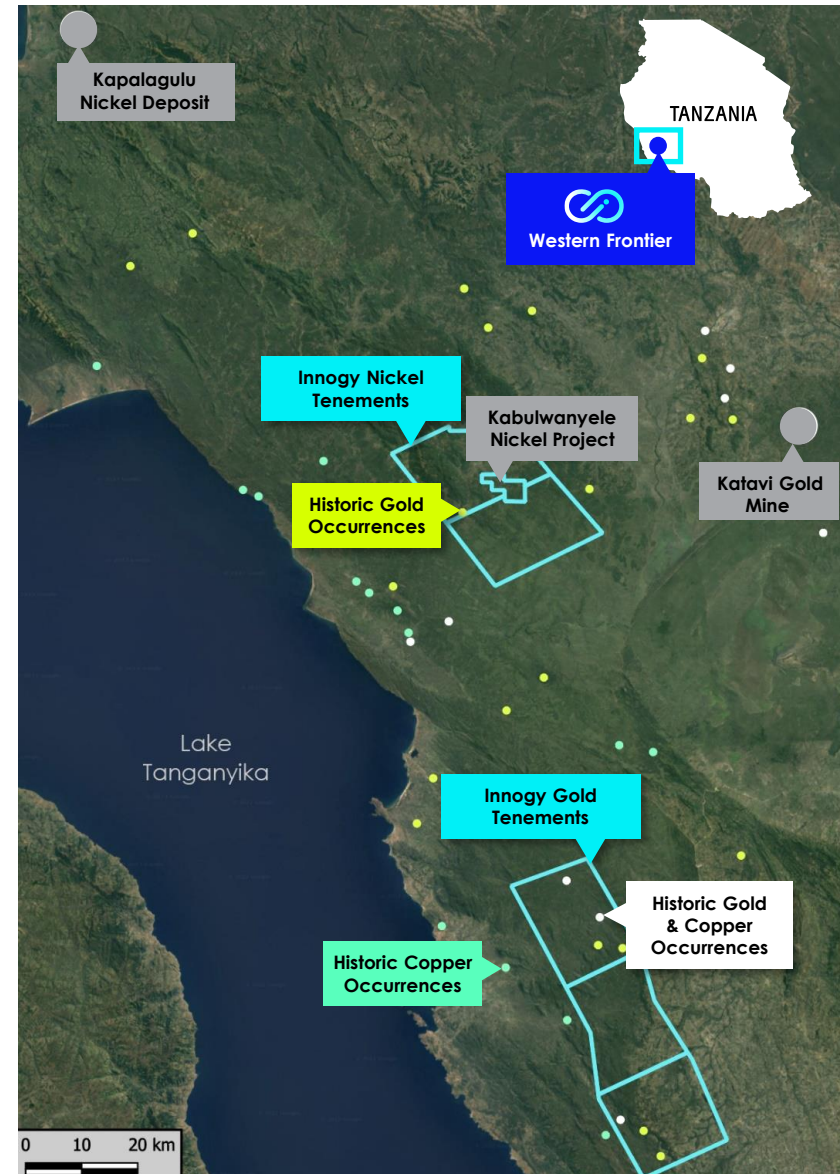 Kapalagulu
Nickel Deposit
TANZANIA
Western Frontier
Innogy Nickel
Tenements
Kabulwanyele
Nickel Project
Katavi Gold
Mine
Historic Gold
Occurrences
Lake
Tanganyika
Innogy Gold
Tenements
Historic Gold
& Copper
Occurrences
Historic Copper
Occurrences
0 10 20 km